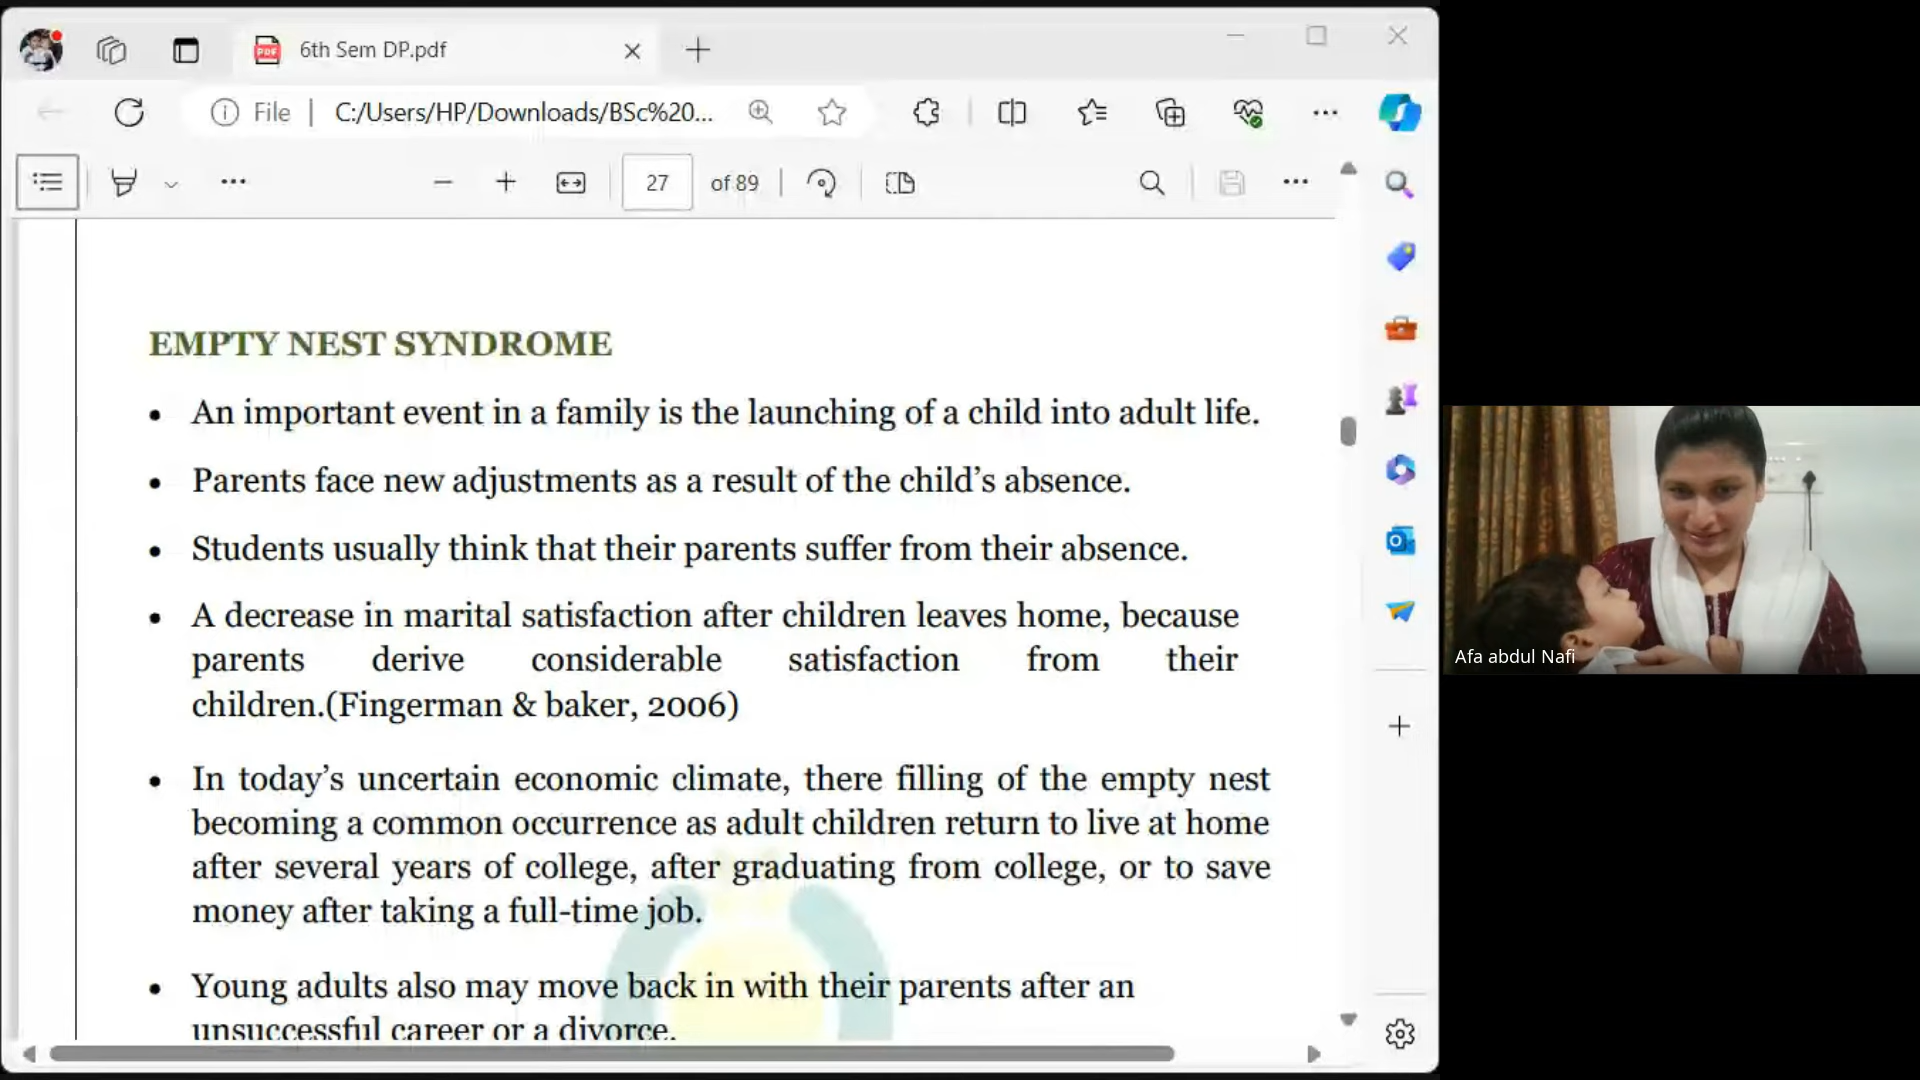 6th Sem DP.pdf
File
C:/Users/HP/Downloads/BSc%20...
27 of 89
EMPTY NEST SYNDROME
• An important event in a family is the launching of a child into adult life.
• Parents face new adjustments as a result of the child’s absence.
• Students usually think that their parents suffer from their absence.
• A decrease in marital satisfaction after children leaves home, because
parents derive considerable satisfaction from their
children.(Fingerman & baker, 2006)
• In today’s uncertain economic climate, there filling of the empty nest
becoming a common occurrence as adult children return to live at home
after several years of college, after graduating from college, or to save
money after taking a full-time job.
• Young adults also may move back in with their parents after an
unsuccessful career or a divorce.
Afa abdul Nafi